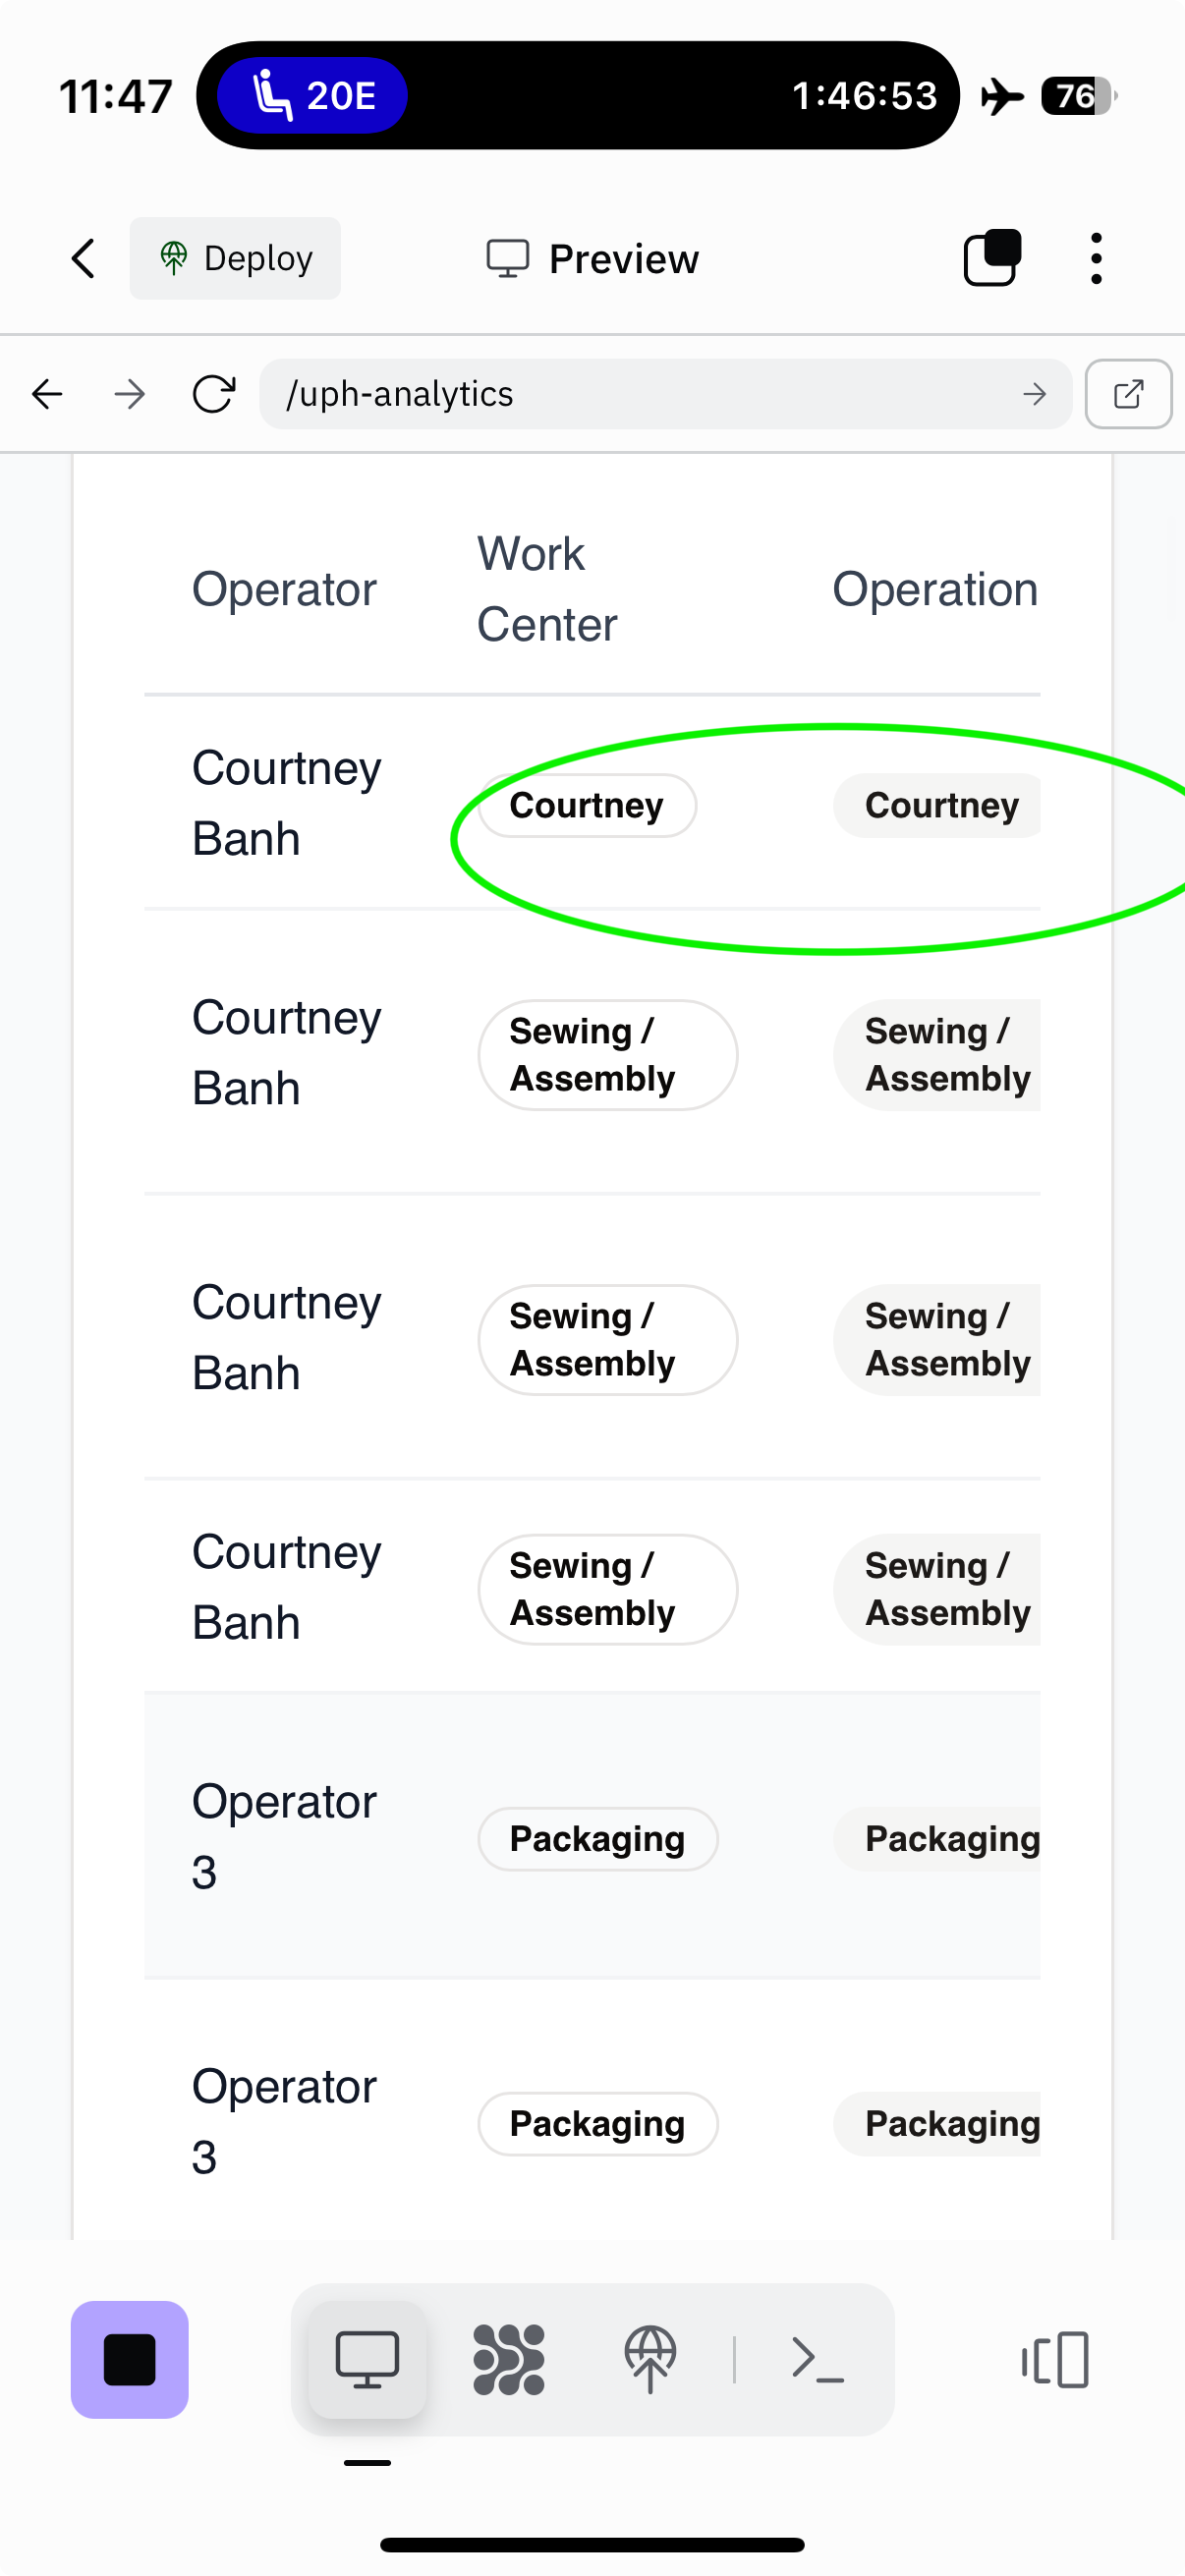 11:47 20E 1:46:53 76
Deploy Preview
/uph-analytics
Operator Work Center Operation
Courtney Banh Courtney Courtney
Courtney Banh Sewing / Assembly Sewing / Assembly
Courtney Banh Sewing / Assembly Sewing / Assembly
Courtney Banh Sewing / Assembly Sewing / Assembly
Operator 3 Packaging Packaging
Operator 3 Packaging Packaging